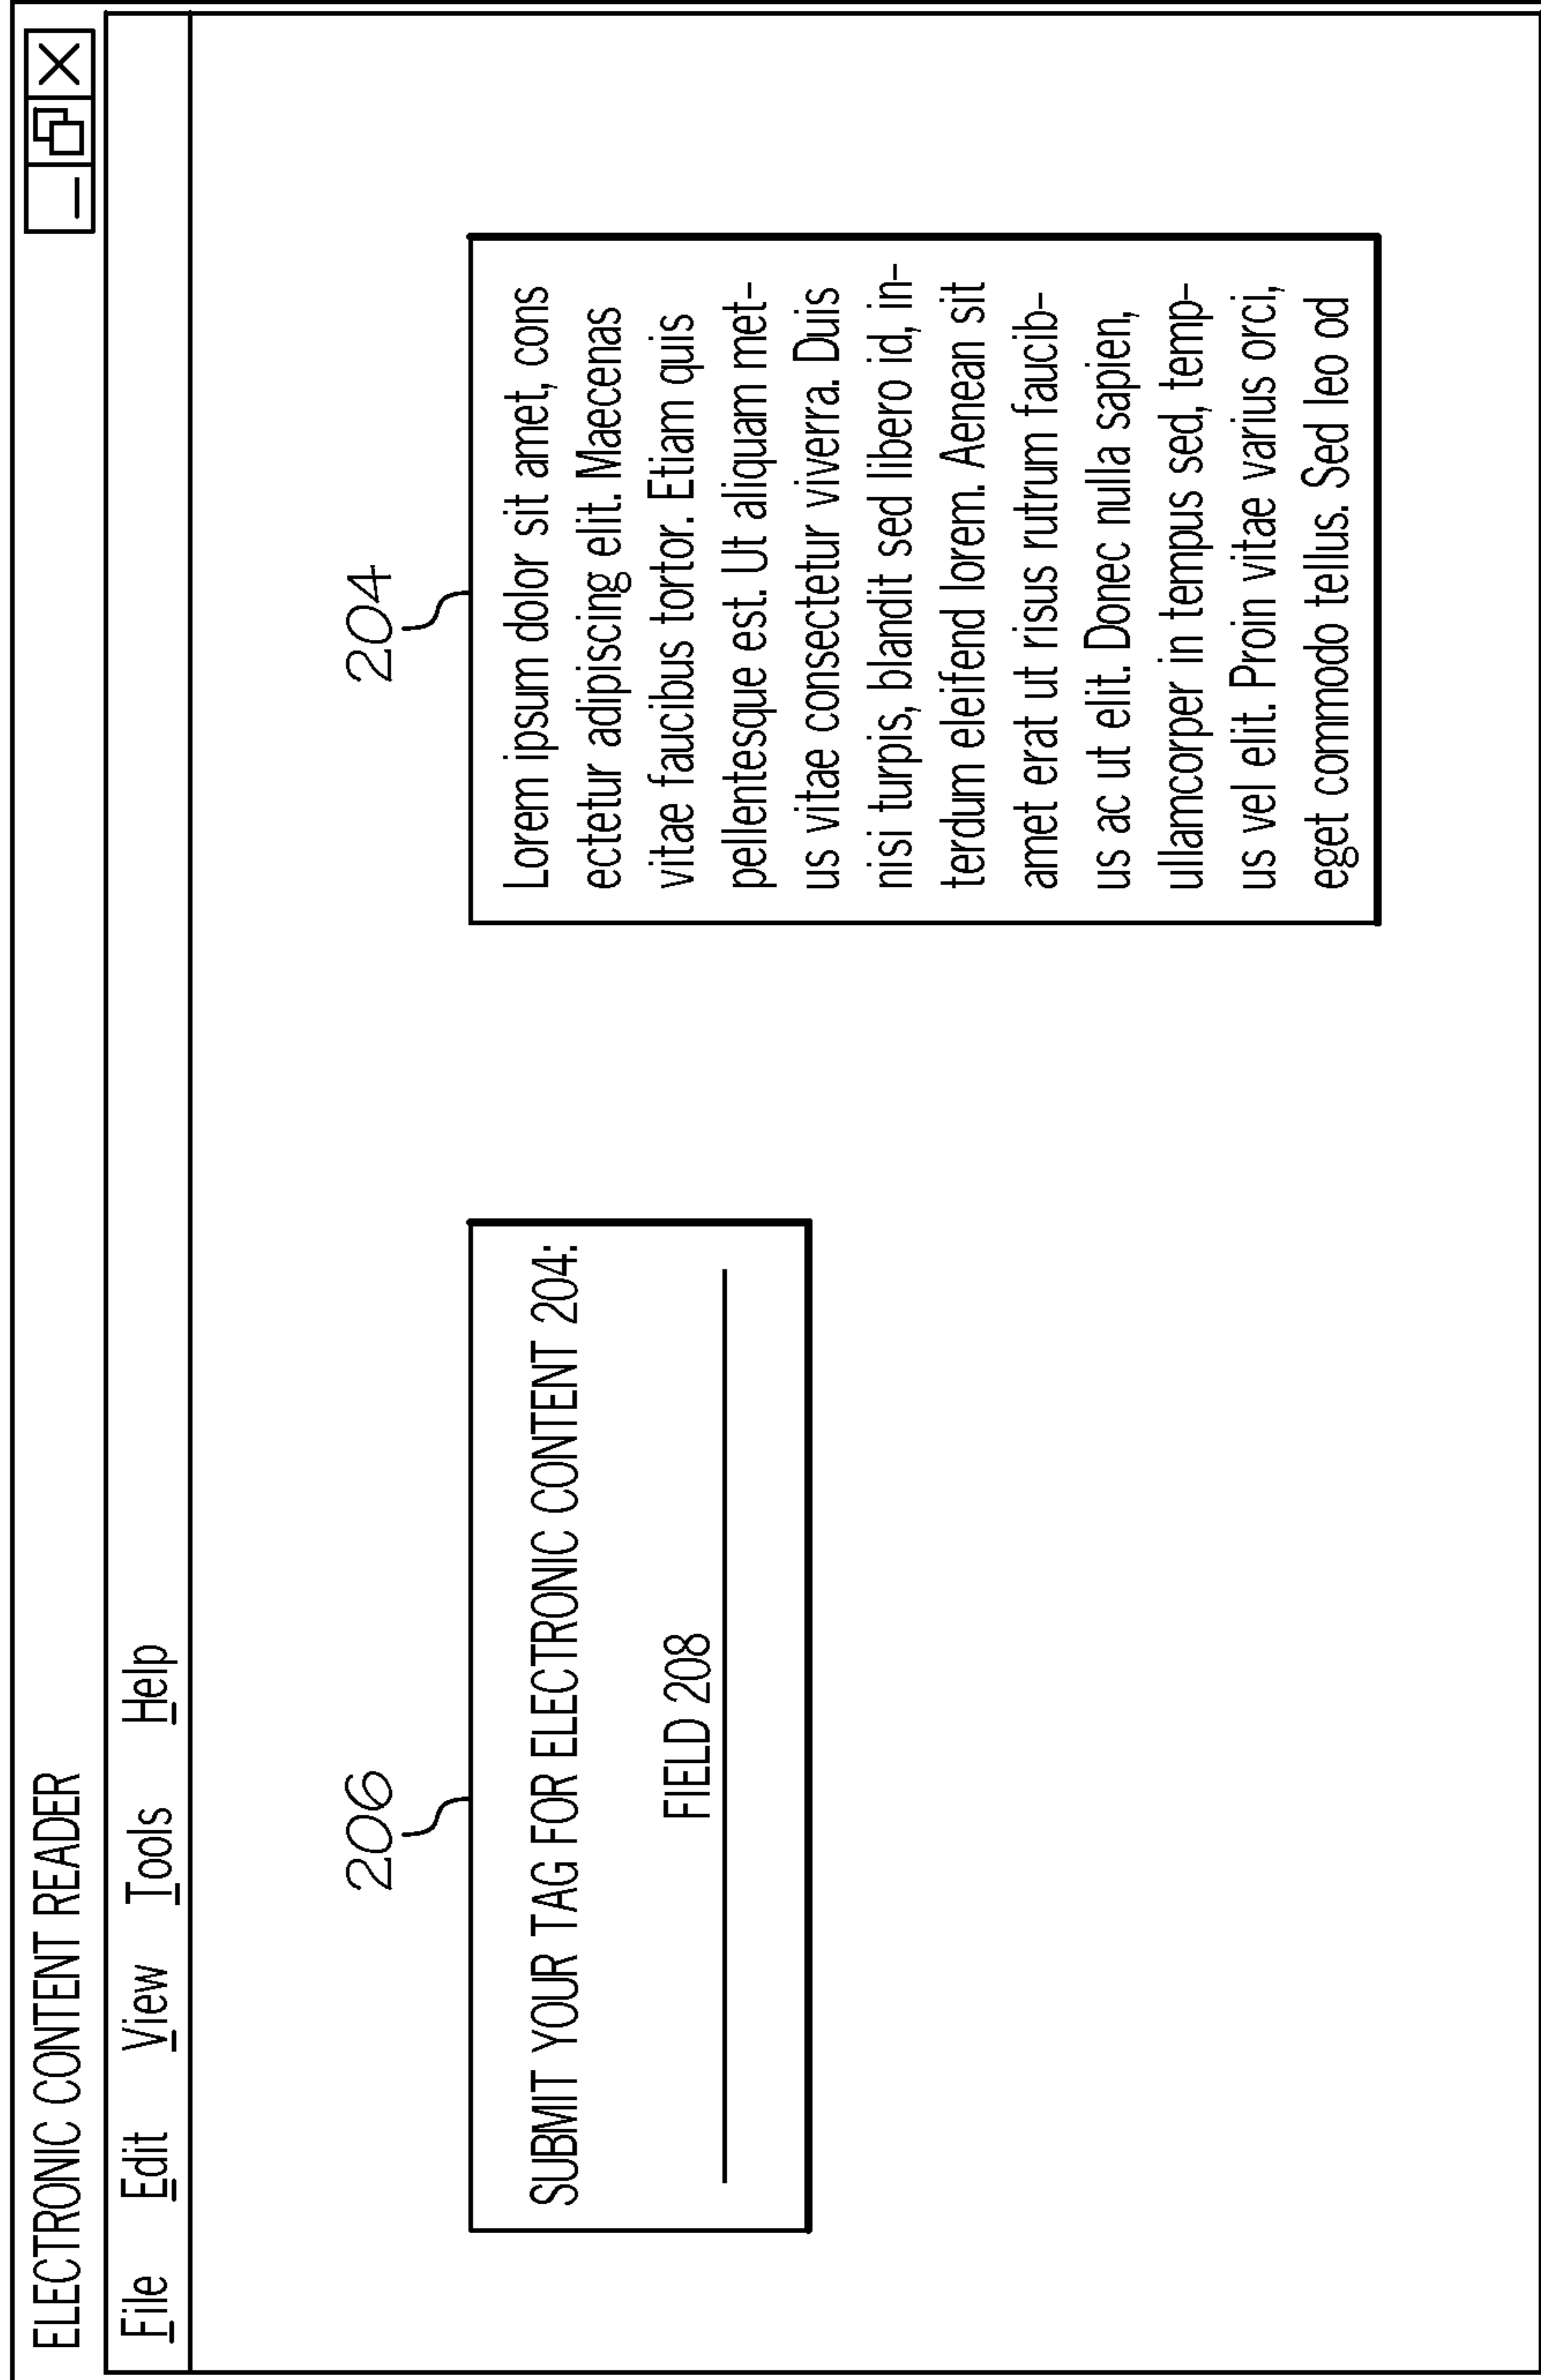 ELECTRONIC CONTENT READER
File Edit View Tools Help
206
SUBMIT YOUR TAG FOR ELECTRONIC CONTENT 204:
FIELD 208
204
Lorem ipsum dolor sit amet, cons
ectetur adipiscing elit. Maecenas
vitae faucibus tortor. Etiam quis
pellentesque est. Ut aliquam met-
us vitae consectetur viverra. Duis
nisi turpis, blandit sed libero id, in-
terdum eleifend lorem. Aenean sit
amet erat ut risus rutrum faucib-
us ac ut elit. Donec nulla sapien,
ullamcorper in tempus sed, temp-
us vel elit. Proin vitae varius orci,
eget commodo tellus. Sed leo od